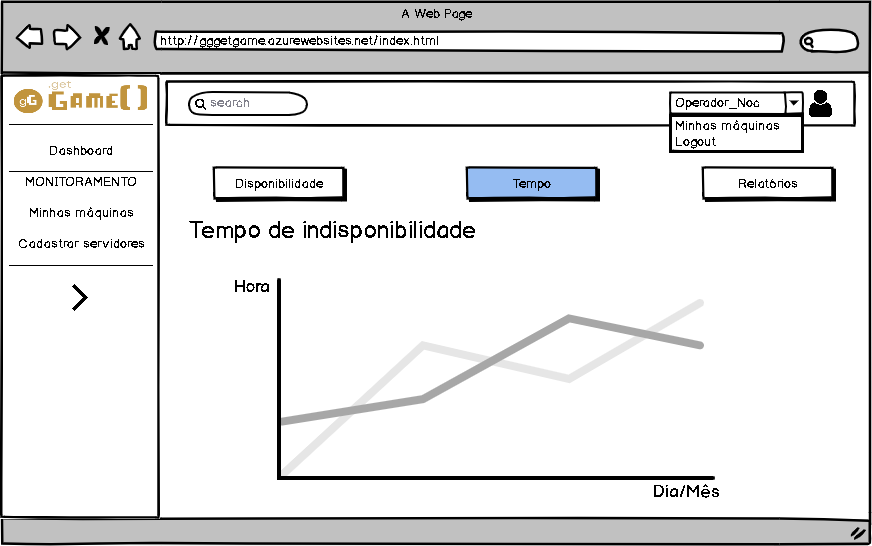 A Web Page
http://gggetgame.azurewebsites.net/index.html
gG
.get
GAME()
search
Operador_Noc
Minhas máquinas
Logout
Dashboard
MONITORAMENTO
Minhas máquinas
Cadastrar servidores
Disponibilidade
Tempo
Relatórios
Tempo de indisponibilidade
Hora
Dia/Mês